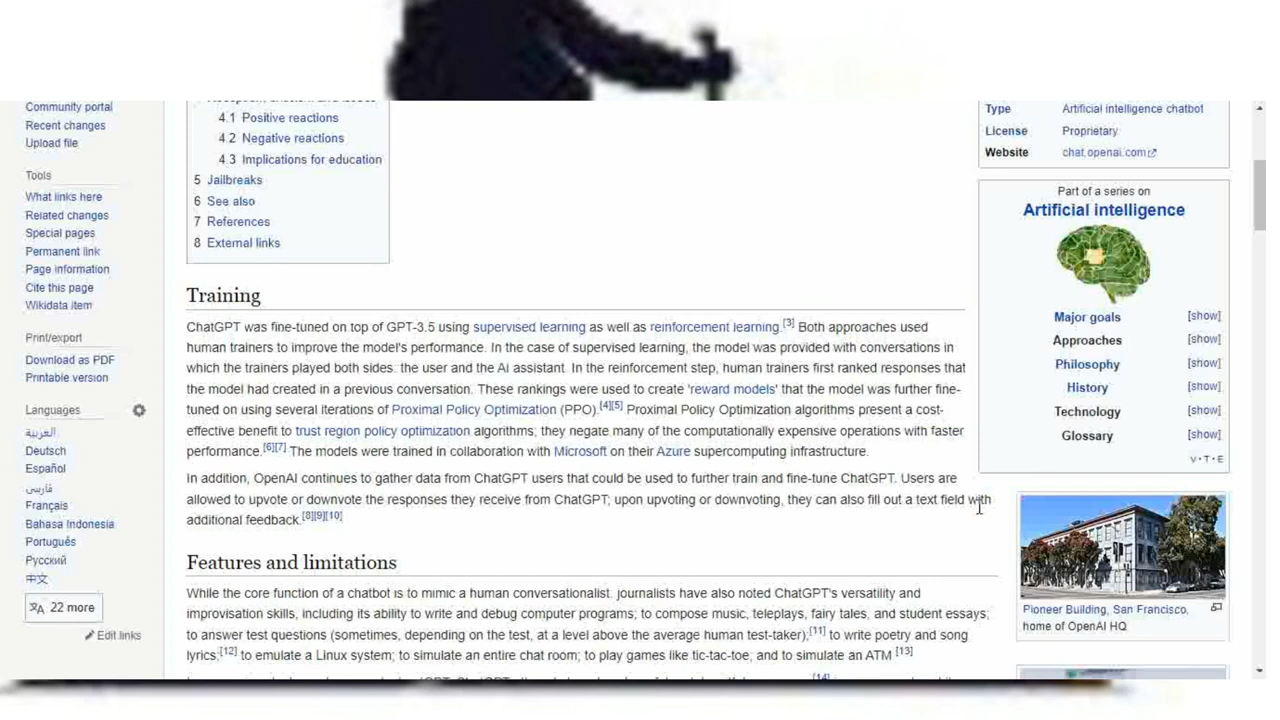 Community portal
Recent changes
Upload file
Tools
What links here
Related changes
Special pages
Permanent link
Page information
Cite this page
Wikidata item
Print/export
Download as PDF
Printable version
Languages
العربية
Deutsch
Español
فارسی
Français
Bahasa Indonesia
Português
Русский
中文
22 more
Edit links
4.1 Positive reactions
4.2 Negative reactions
4.3 Implications for education
5 Jailbreaks
6 See also
7 References
8 External links
Training
ChatGPT was fine-tuned on top of GPT-3.5 using supervised learning as well as reinforcement learning.[3] Both approaches used
human trainers to improve the model's performance. In the case of supervised learning, the model was provided with conversations in
which the trainers played both sides: the user and the AI assistant. In the reinforcement step, human trainers first ranked responses that
the model had created in a previous conversation. These rankings were used to create 'reward models' that the model was further fine-
tuned on using several iterations of Proximal Policy Optimization (PPO).[4][5] Proximal Policy Optimization algorithms present a cost-
effective benefit to trust region policy optimization algorithms; they negate many of the computationally expensive operations with faster
performance.[6][7] The models were trained in collaboration with Microsoft on their Azure supercomputing infrastructure.
In addition, OpenAI continues to gather data from ChatGPT users that could be used to further train and fine-tune ChatGPT. Users are
allowed to upvote or downvote the responses they receive from ChatGPT; upon upvoting or downvoting, they can also fill out a text field with
additional feedback.[8][9][10]
Features and limitations
While the core function of a chatbot is to mimic a human conversationalist, journalists have also noted ChatGPT's versatility and
improvisation skills, including its ability to write and debug computer programs; to compose music, teleplays, fairy tales, and student essays;
to answer test questions (sometimes, depending on the test, at a level above the average human test-taker);[11] to write poetry and song
lyrics;[12] to emulate a Linux system; to simulate an entire chat room; to play games like tic-tac-toe; and to simulate an ATM.[13]
[14]
Type Artificial intelligence chatbot
License Proprietary
Website chat.openai.com
Part of a series on
Artificial intelligence
Major goals [show]
Approaches [show]
Philosophy [show]
History [show]
Technology [show]
Glossary [show]
V · T · E
Pioneer Building, San Francisco,
home of OpenAI HQ